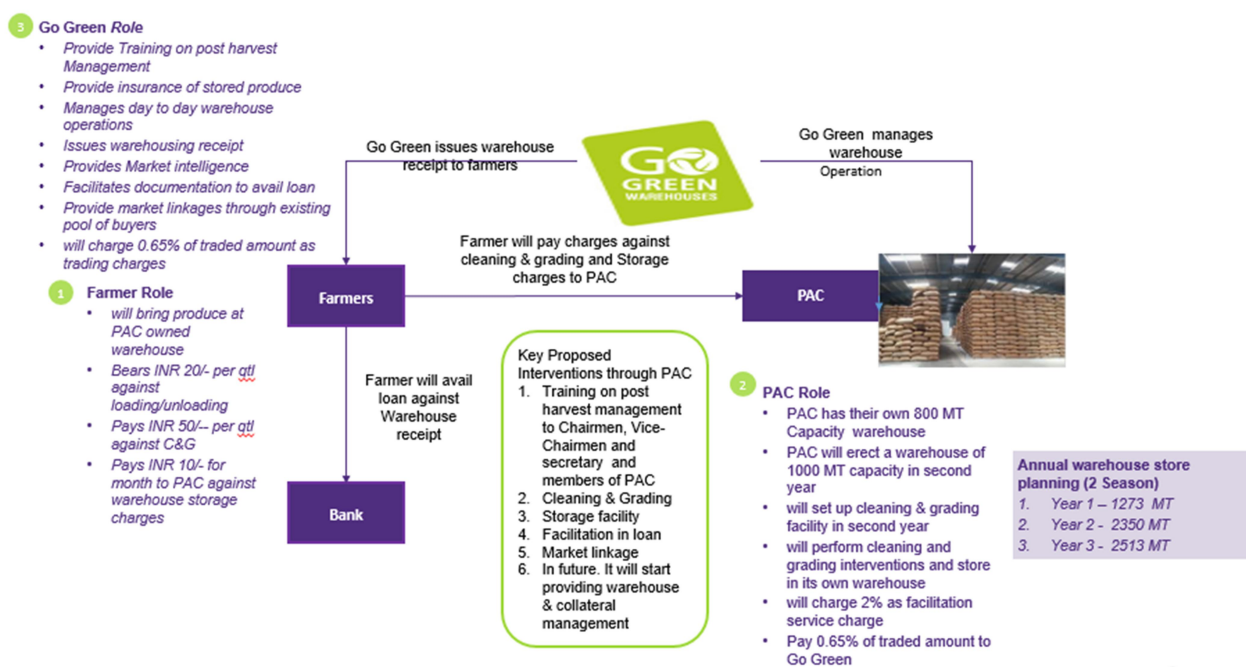 3
Go Green Role
• Provide Training on post harvest
Management
• Provide insurance of stored produce
• Manages day to day warehouse
operations
• Issues warehousing receipt
• Provides Market intelligence
• Facilitates documentation to avail loan
• Provide market linkages through existing
pool of buyers
• will charge 0.65% of traded amount as
trading charges
Go Green issues warehouse
receipt to farmers
GO
GREEN
WAREHOUSES
Go Green manages
warehouse
Operation
Farmer will pay charges against
cleaning & grading and Storage
charges to PAC
Farmers
PAC
1
Farmer Role
• will bring produce at
PAC owned
warehouse
• Bears INR 20/- per qtl
against
loading/unloading
• Pays INR 50/-- per qtl
against C&G
• Pays INR 10/- for
month to PAC against
warehouse storage
charges
Farmer will avail
loan against
Warehouse
receipt
Bank
Key Proposed
Interventions through PAC
1. Training on post
harvest management
to Chairmen, Vice-
Chairmen and
secretary and
members of PAC
2. Cleaning & Grading
3. Storage facility
4. Facilitation in loan
5. Market linkage
6. In future. It will start
providing warehouse
& collateral
management
2
PAC Role
• PAC has their own 800 MT
Capacity warehouse
• PAC will erect a warehouse of
1000 MT capacity in second
year
• will set up cleaning & grading
facility in second year
• will perform cleaning and
grading interventions and store
in its own warehouse
• will charge 2% as facilitation
service charge
• Pay 0.65% of traded amount to
Go Green
Annual warehouse store
planning (2 Season)
1. Year 1 – 1273 MT
2. Year 2 - 2350 MT
3. Year 3 - 2513 MT